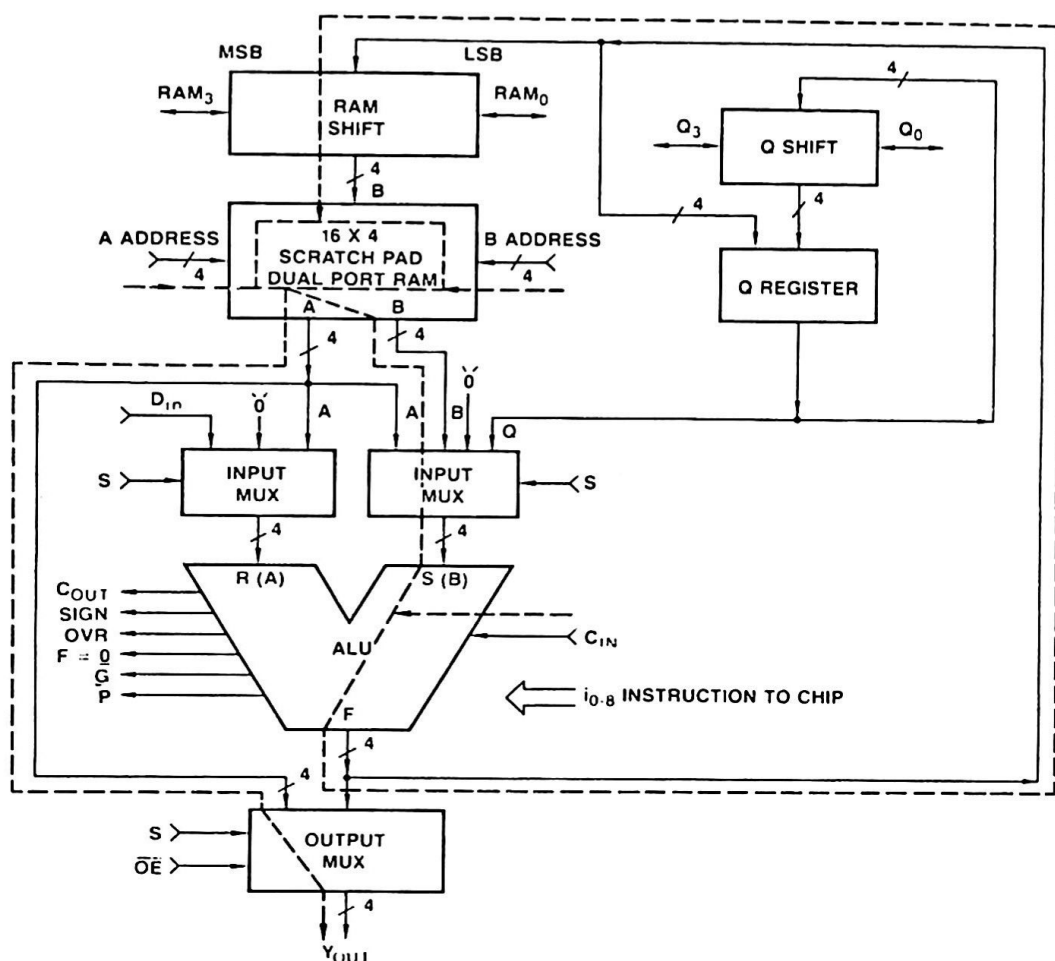 MSB
LSB
RAM3
RAM
SHIFT
RAM0
4
Q3
Q SHIFT
Q0
4
B
4
4
A ADDRESS
4
16 X 4
SCRATCH PAD
DUAL PORT RAM
B ADDRESS
4
Q REGISTER
A
B
4
4
Din
0
A
A
B
0
Q
S
INPUT
MUX
INPUT
MUX
S
4
4
R (A)
S (B)
COUT
SIGN
OVR
F = 0
G
P
ALU
CIN
i0-8 INSTRUCTION TO CHIP
F
4
4
S
OE
OUTPUT
MUX
4
YOUT